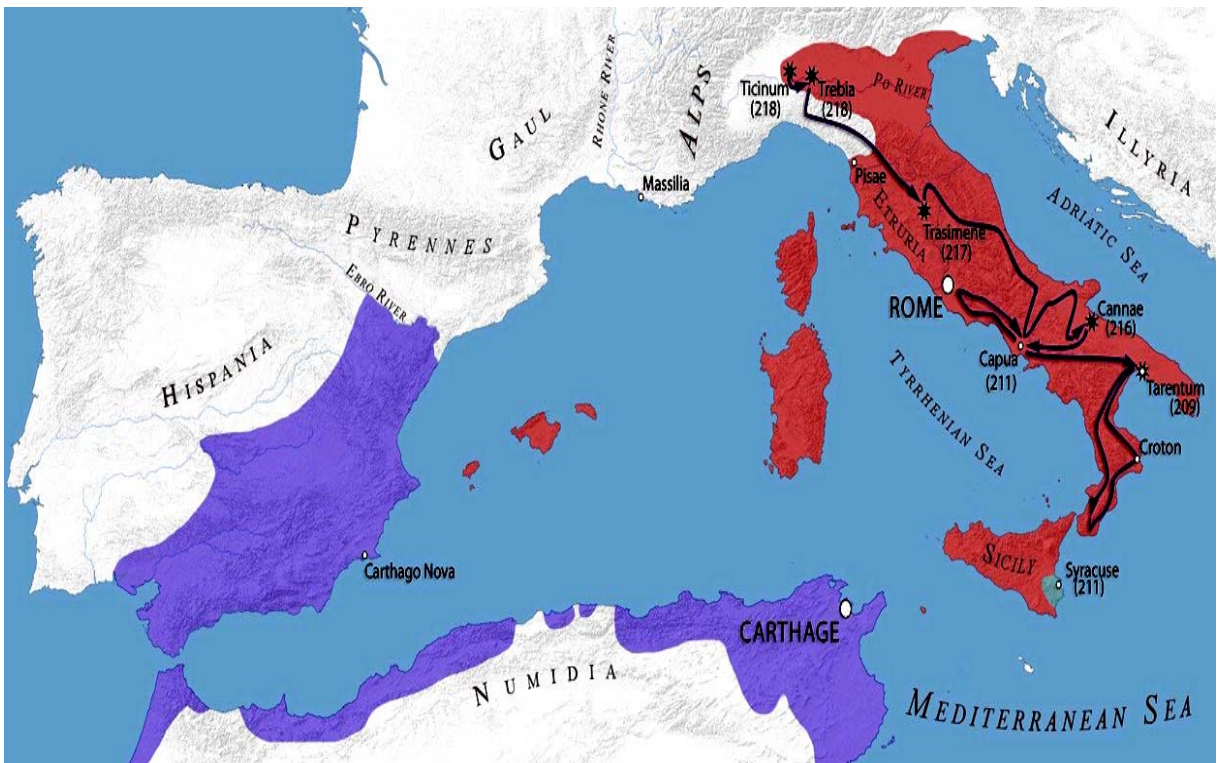 GAUL
RHONE RIVER
ALPS
Ticinum
(218)
Trebia
(218)
PO RIVER
ILLYRIA
Massilia
Pisae
ADRIATIC SEA
PYRENNES
ETRURIA
Trasimene
(217)
EBRO RIVER
ROME
Cannae
(216)
HISPANIA
Capua
(211)
TYRRHENIAN SEA
Tarentum
(209)
Croton
Carthago Nova
SICILY
Syracuse
(211)
CARTHAGE
NUMIDIA
MEDITERRANEAN SEA